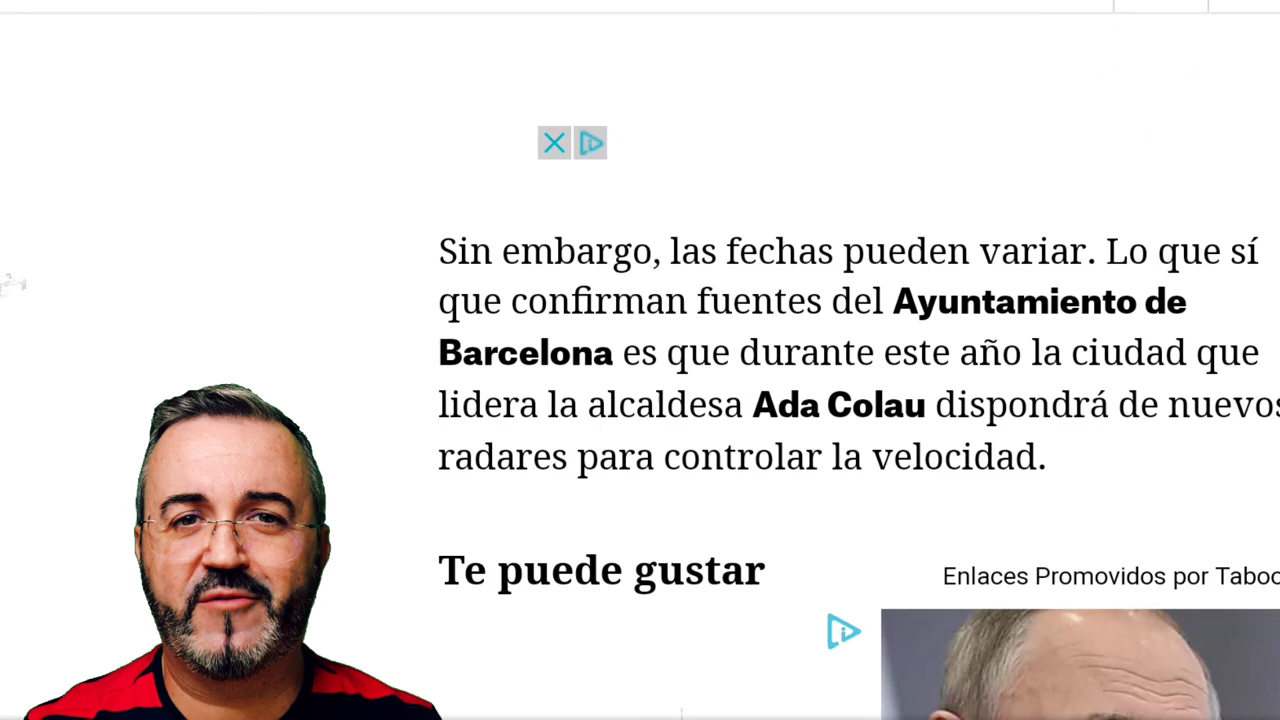 Sin embargo, las fechas pueden variar. Lo que sí
que confirman fuentes del Ayuntamiento de
Barcelona es que durante este año la ciudad que
lidera la alcaldesa Ada Colau dispondrá de nuevos
radares para controlar la velocidad.
Te puede gustar
Enlaces Promovidos por Taboo